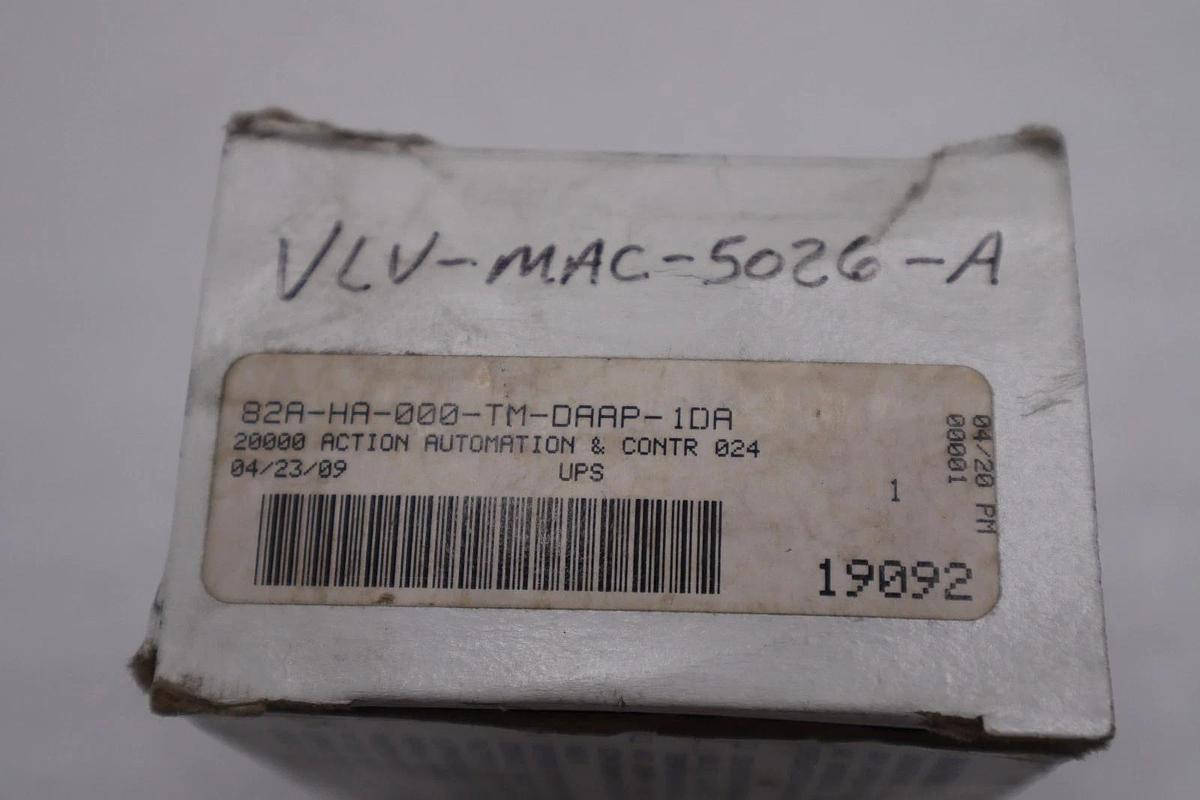 VLV-MAC-5026-A
82A-HA-000-TM-DAAP-1DA
20000 ACTION AUTOMATION & CONTR 024
04/23/09 UPS
1
19092
04/20 PM
00001